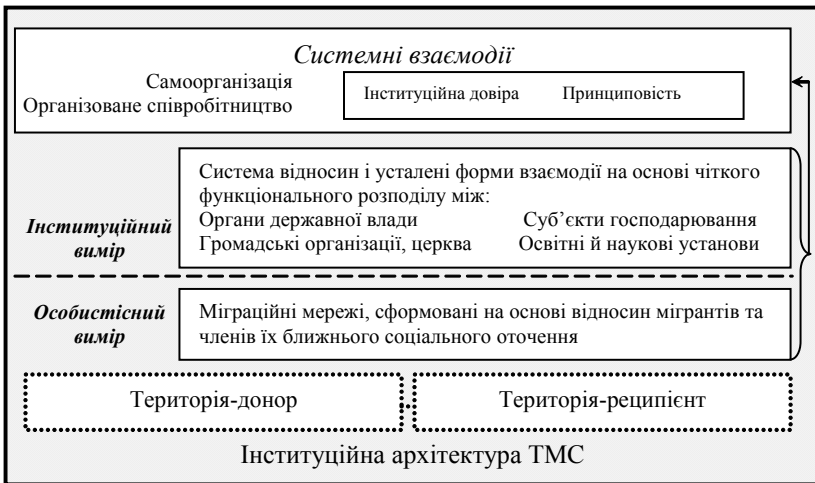 Системні взаємодії
Самоорганізація
Організоване співробітництво
Інституційна довіра Принциповість
Система відносин і усталені форми взаємодії на основі чіткого
функціонального розподілу між:
Органи державної влади Суб’єкти господарювання
Громадські організації, церква Освітні й наукові установи
Інституційний
вимір
Особистісний
вимір
Міграційні мережі, сформовані на основі відносин мігрантів та
членів їх ближнього соціального оточення
Територія-донор Територія-реципієнт
Інституційна архітектура ТМС